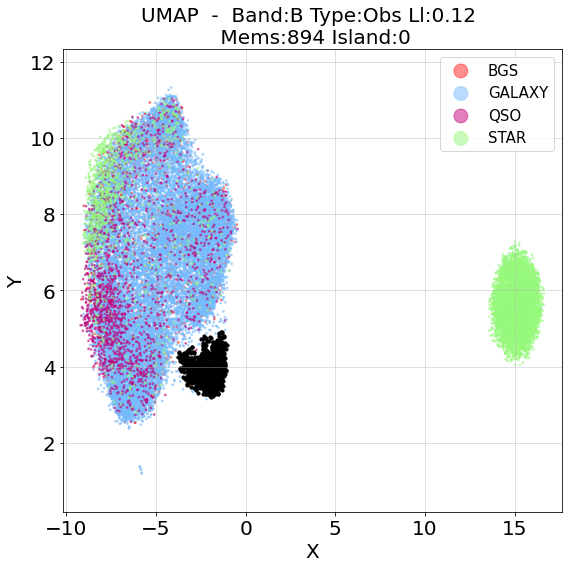 UMAP - Band:B Type:Obs Ll:0.12
Mems:894 Island:0
BGS
GALAXY
QSO
STAR
12
10
8
6
4
2
Y
−10
−5
0
5
10
15
X